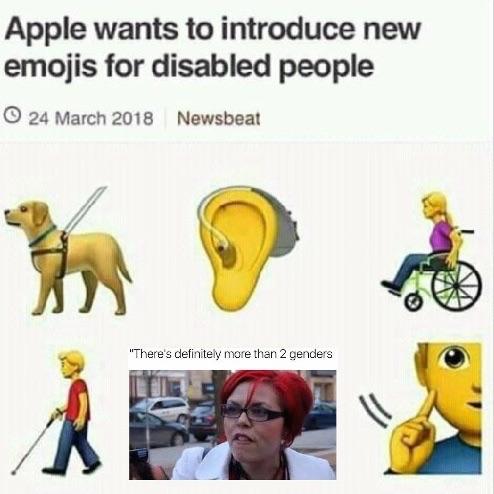 Apple wants to introduce new
emojis for disabled people
24 March 2018 Newsbeat
"There's definitely more than 2 genders